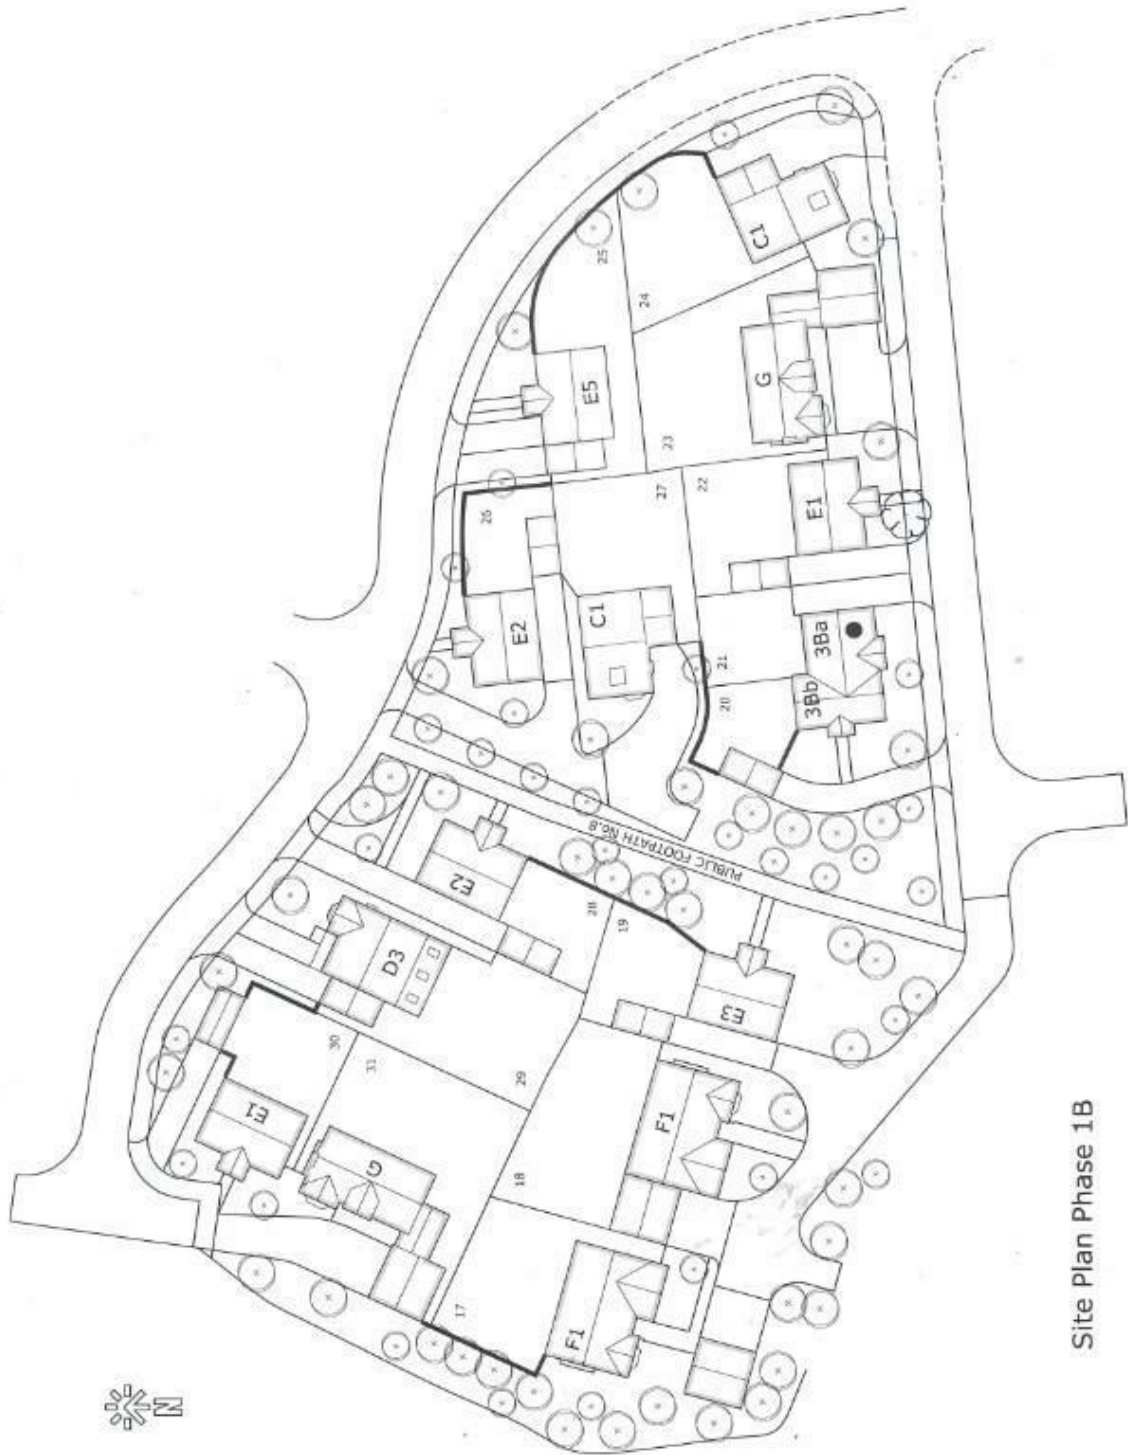 Site Plan Phase 1B
N
PUBLIC FOOTPATH No.8
E1
G
D3
E2
E2
C1
E5
C1
G
E1
3Ba
3Bb
E3
F1
F1
17
18
19
20
21
22
23
24
25
26
27
28
29
30
31